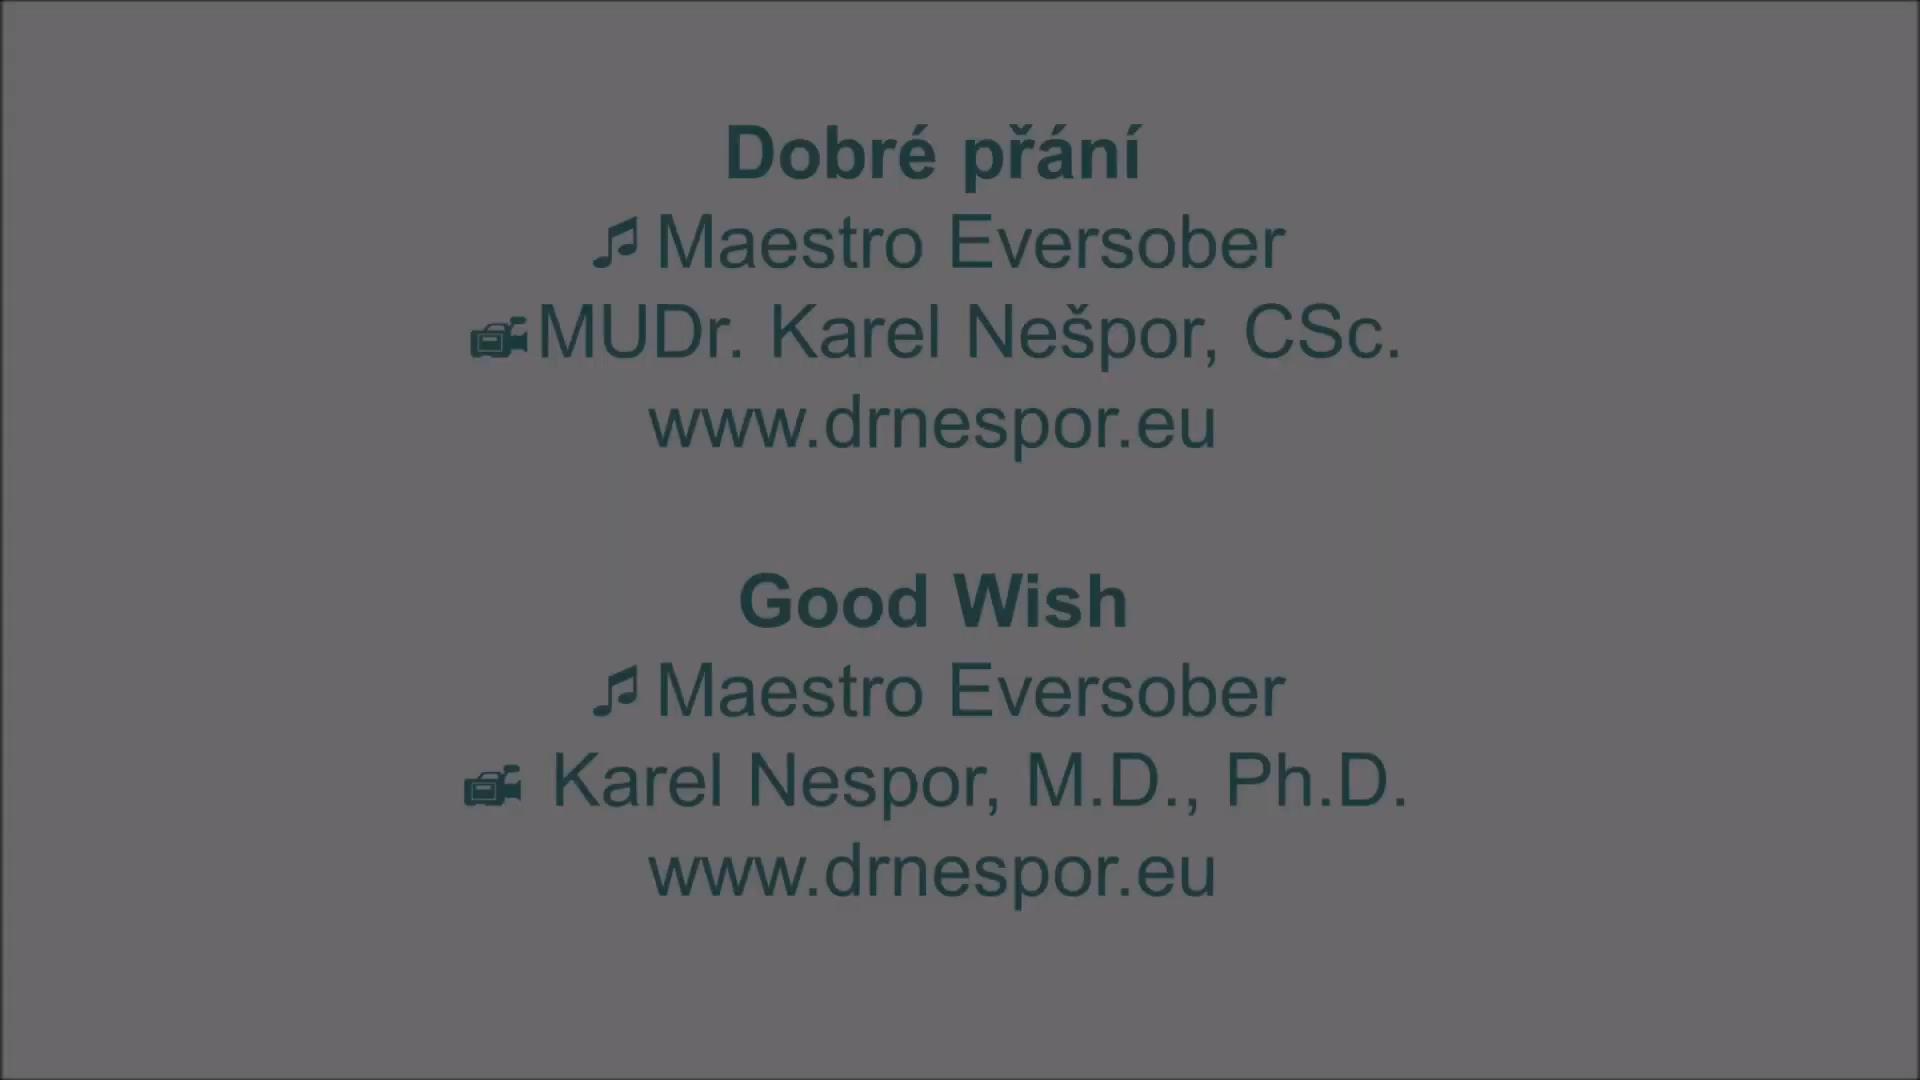 Dobré přání
♫ Maestro Eversober
MUDr. Karel Nešpor, CSc.
www.drnespor.eu
Good Wish
♫ Maestro Eversober
Karel Nespor, M.D., Ph.D.
www.drnespor.eu